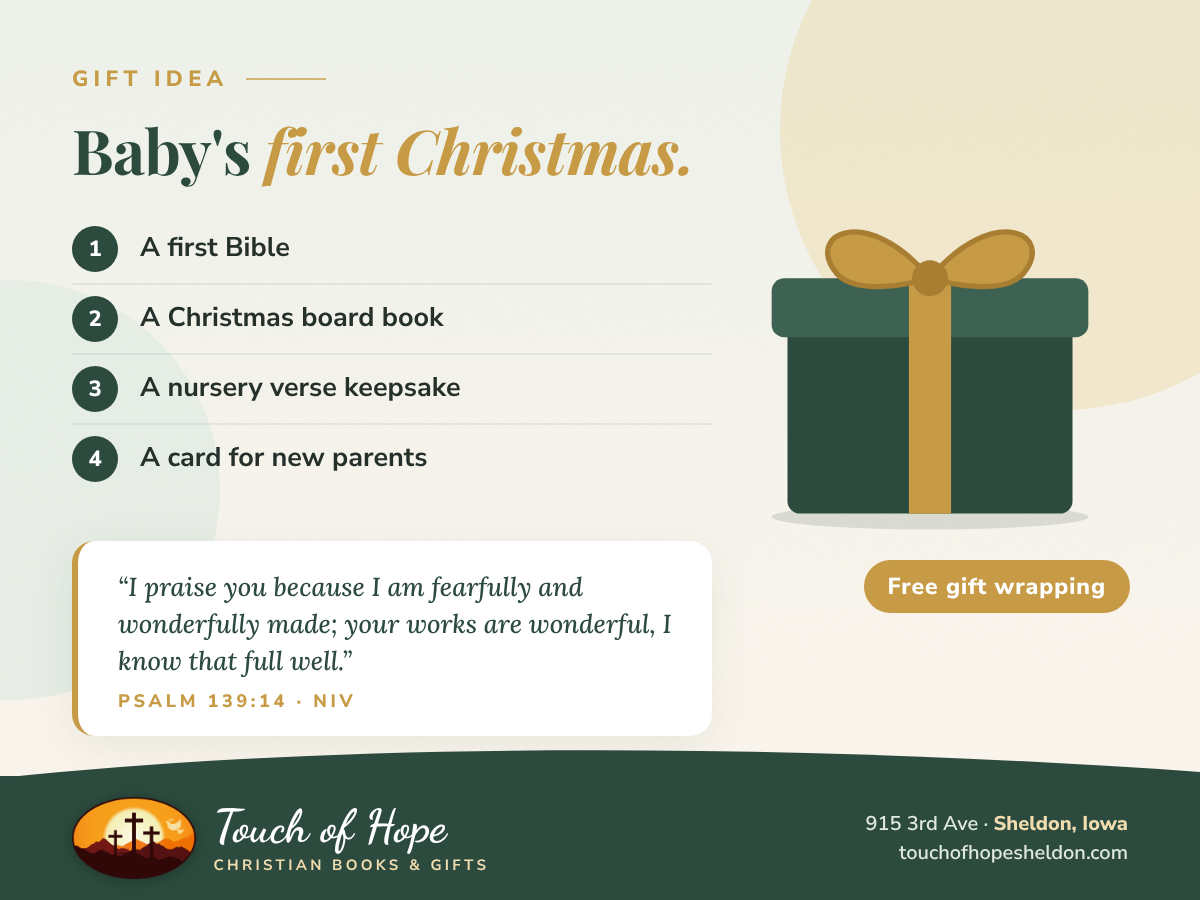 GIFT IDEA
Baby's first Christmas.
1 A first Bible
2 A Christmas board book
3 A nursery verse keepsake
4 A card for new parents
“I praise you because I am fearfully and
wonderfully made; your works are wonderful, I
know that full well.”
PSALM 139:14 · NIV
Free gift wrapping
Touch of Hope
CHRISTIAN BOOKS & GIFTS
915 3rd Ave · Sheldon, Iowa
touchofhopesheldon.com